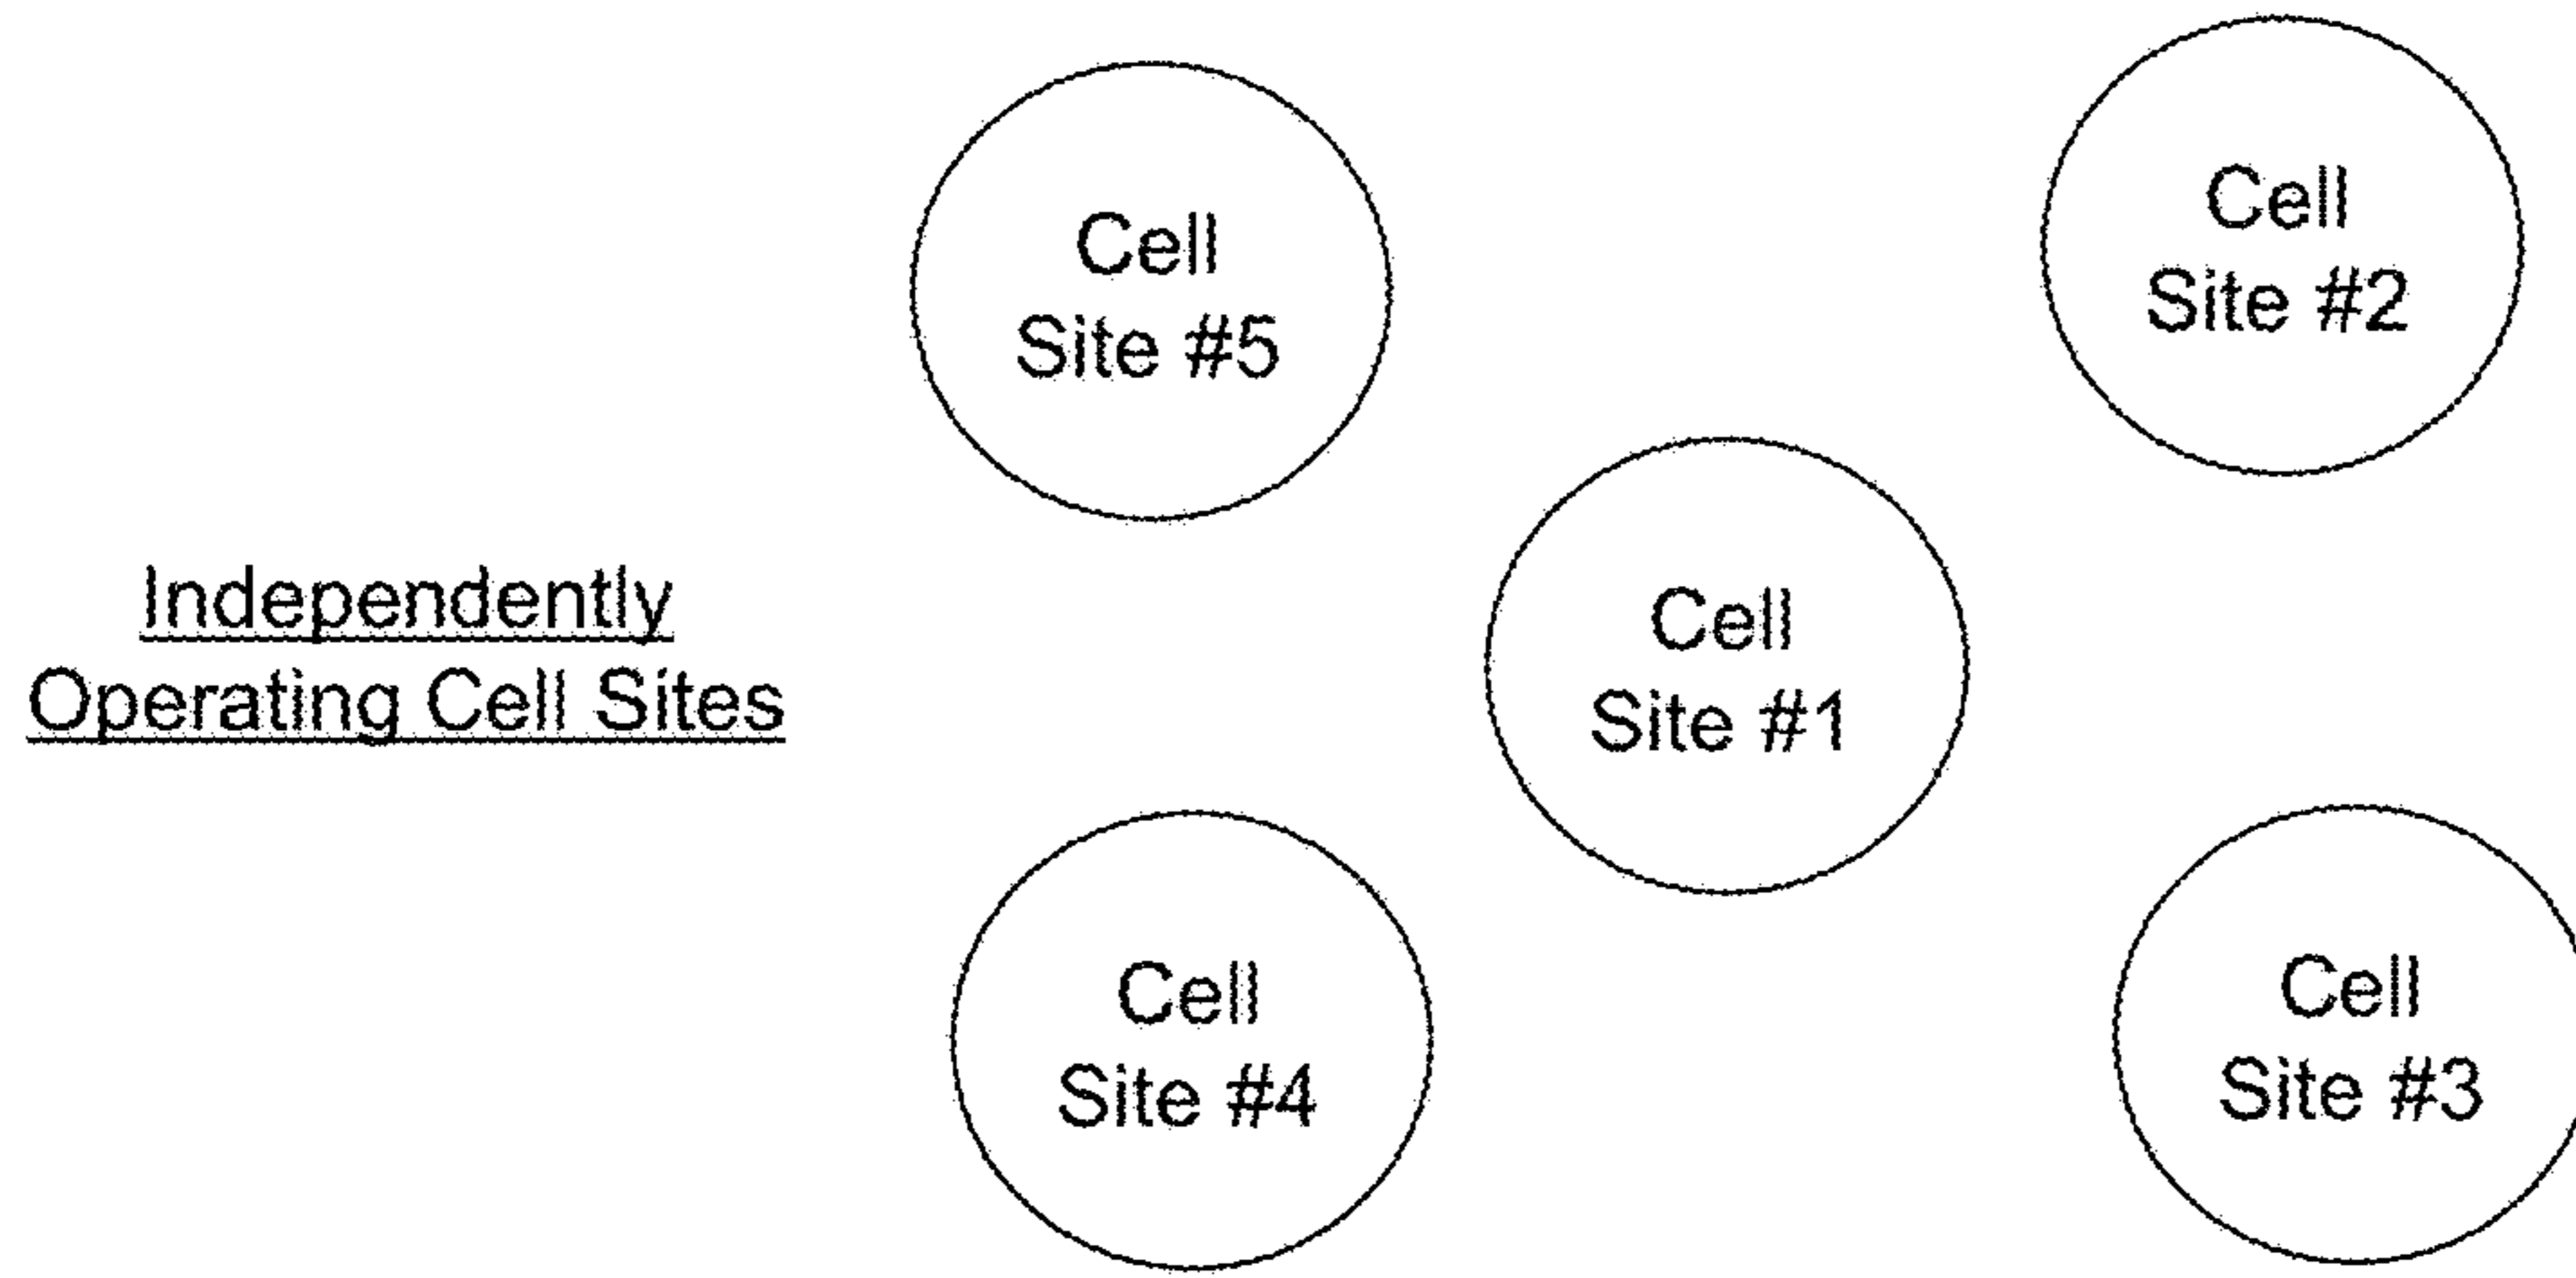 Cell
Site #5
Cell
Site #2
Independently
Operating Cell Sites
Cell
Site #1
Cell
Site #4
Cell
Site #3